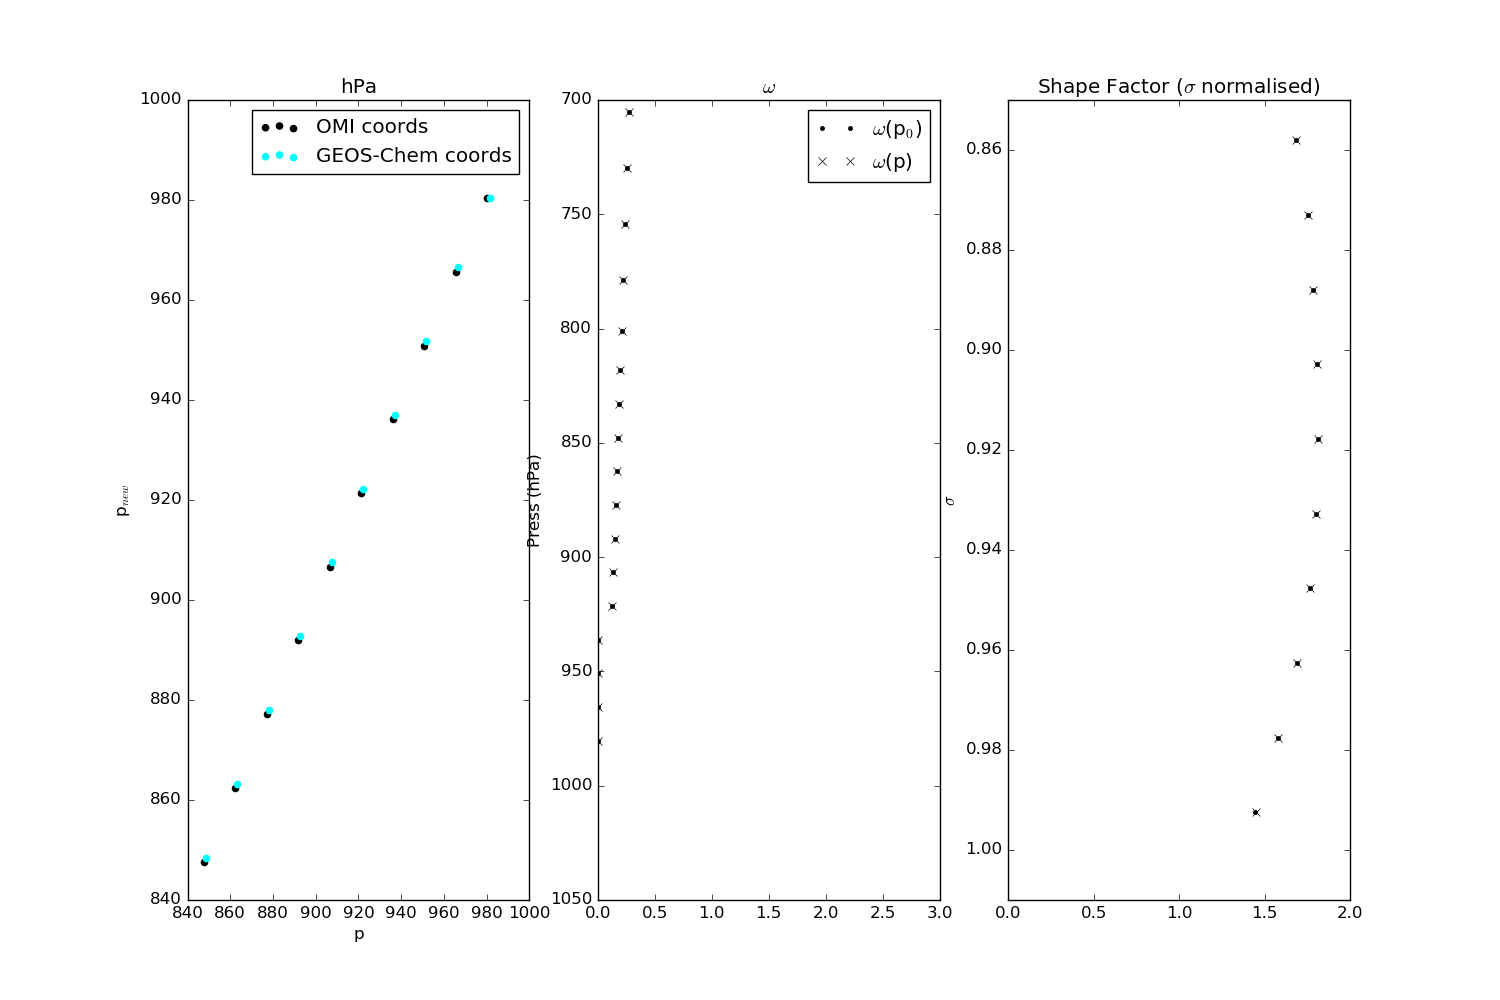 hPa
OMI coords
GEOS-Chem coords
1000
980
960
940
920
900
880
860
840
840 860 880 900 920 940 960 980 1000
p
p_new
ω
ω(p₀)
ω(p)
700
750
800
850
900
950
1000
1050
0.0 0.5 1.0 1.5 2.0 2.5 3.0
Press (hPa)
Shape Factor (σ normalised)
0.86
0.88
0.90
0.92
0.94
0.96
0.98
1.00
0.0 0.5 1.0 1.5 2.0
σ